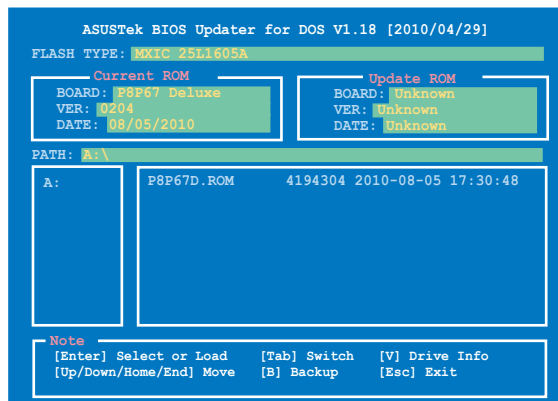 ASUSTek BIOS Updater for DOS V1.18 [2010/04/29]
FLASH TYPE: MXIC 25L1605A
Current ROM
BOARD: P8P67 Deluxe
VER: 0204
DATE: 08/05/2010
Update ROM
BOARD: Unknown
VER: Unknown
DATE: Unknown
PATH: A:\
A:
P8P67D.ROM 4194304 2010-08-05 17:30:48
Note
[Enter] Select or Load [Tab] Switch [V] Drive Info
[Up/Down/Home/End] Move [B] Backup [Esc] Exit